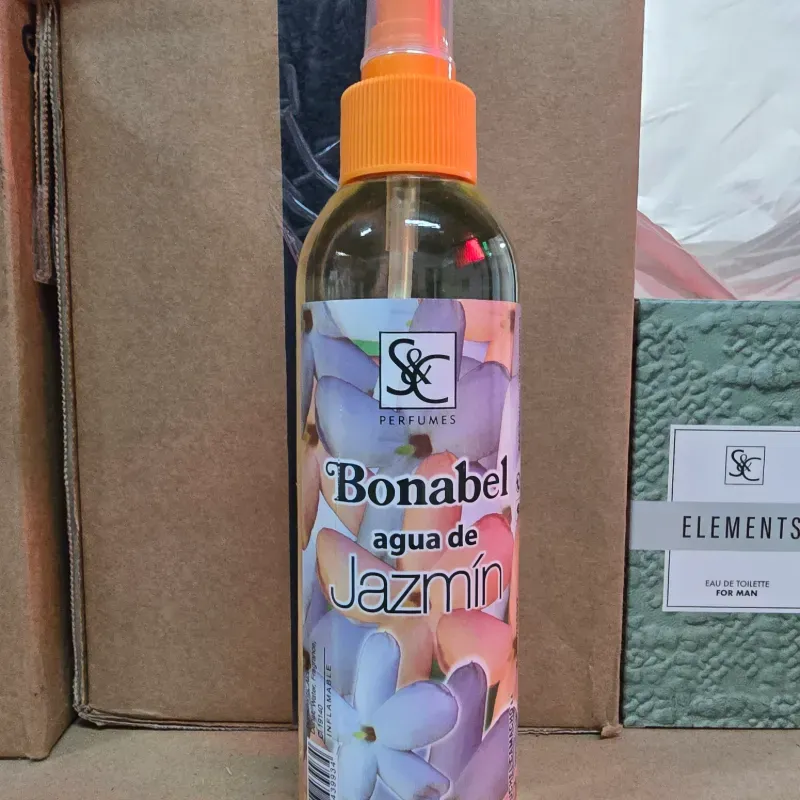 S&C
PERFUMES
Bonabel
agua de
Jazmín
INFLAMABLE
S&C
ELEMENTS
EAU DE TOILETTE
FOR MAN